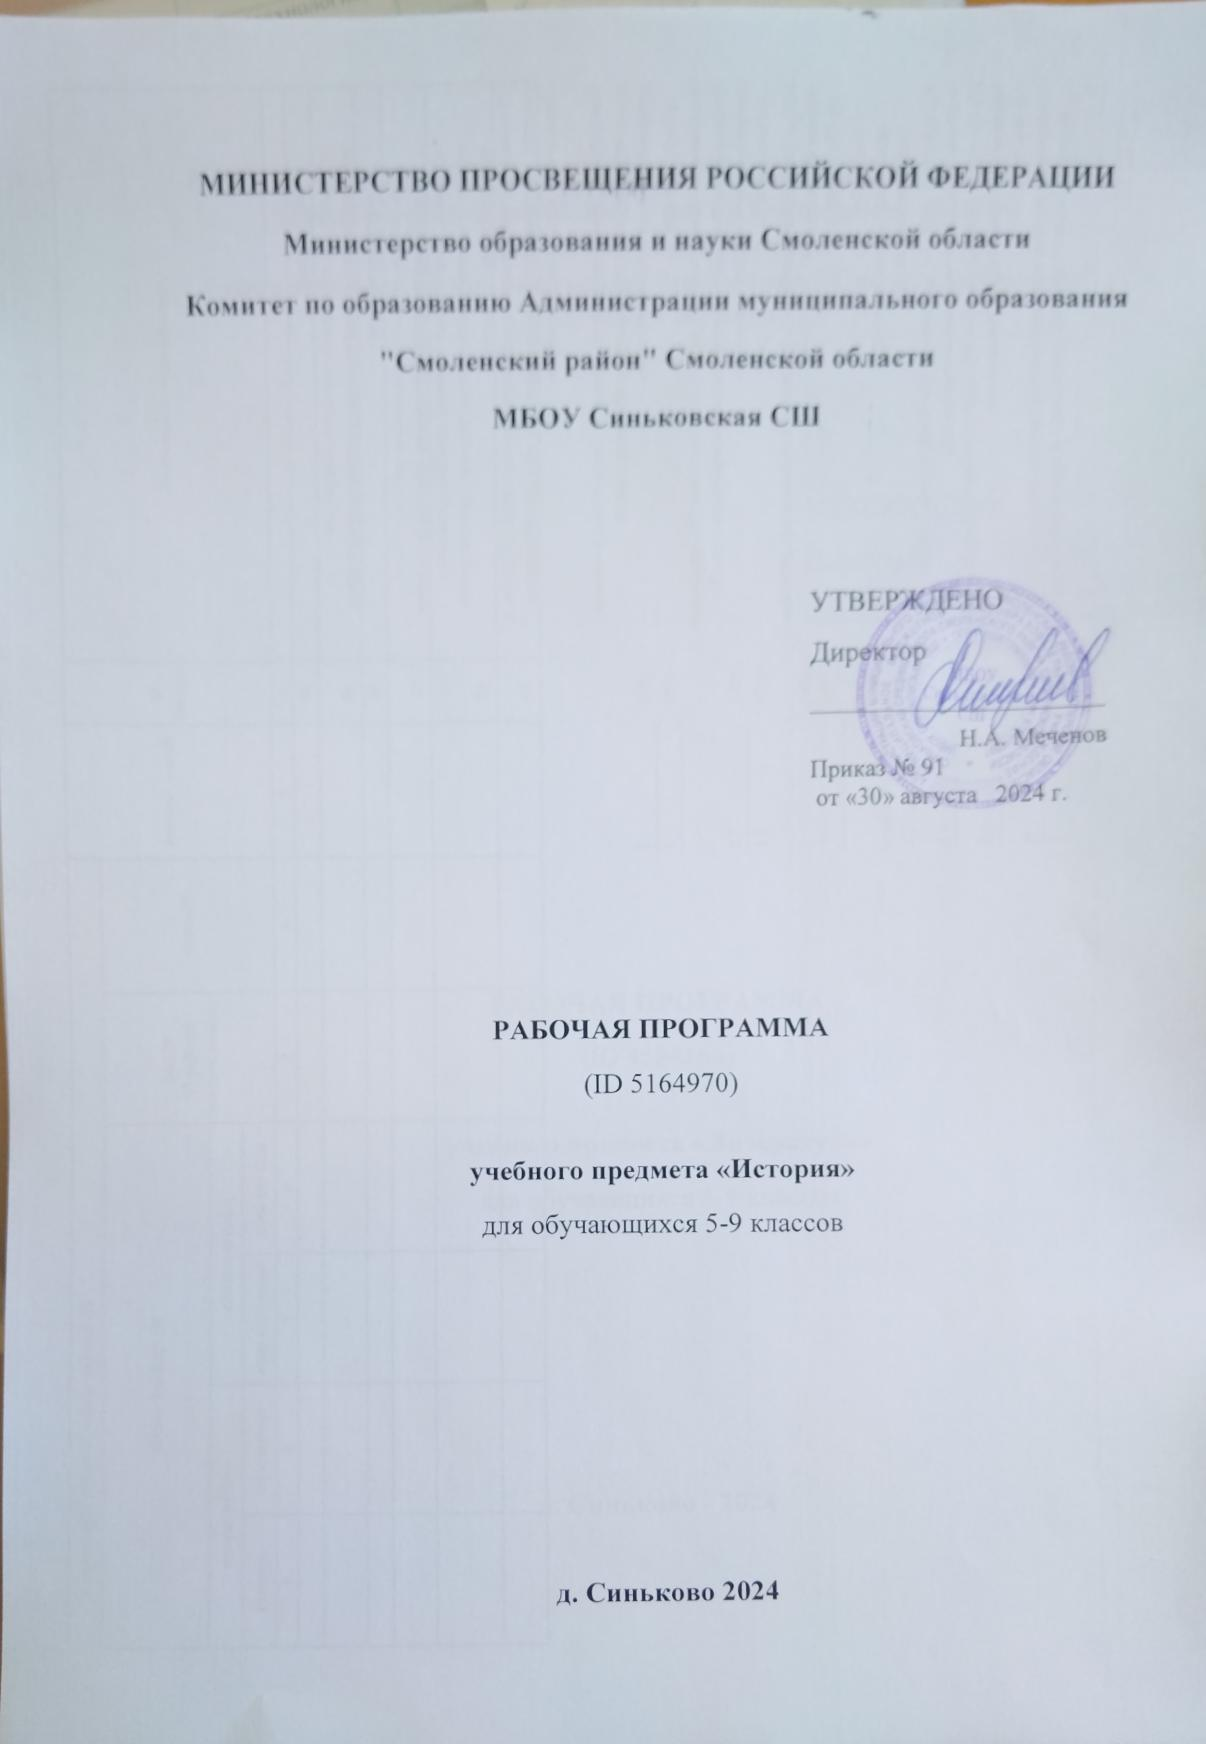 МИНИСТЕРСТВО ПРОСВЕЩЕНИЯ РОССИЙСКОЙ ФЕДЕРАЦИИ
Министерство образования и науки Смоленской области
Комитет по образованию Администрации муниципального образования
"Смоленский район" Смоленской области
МБОУ Синьковская СШ
УТВЕРЖДЕНО
Директор
Н.А. Меченов
Приказ № 91
от «30» августа 2024 г.
РАБОЧАЯ ПРОГРАММА
(ID 5164970)
учебного предмета «История»
для обучающихся 5-9 классов
д. Синьково 2024